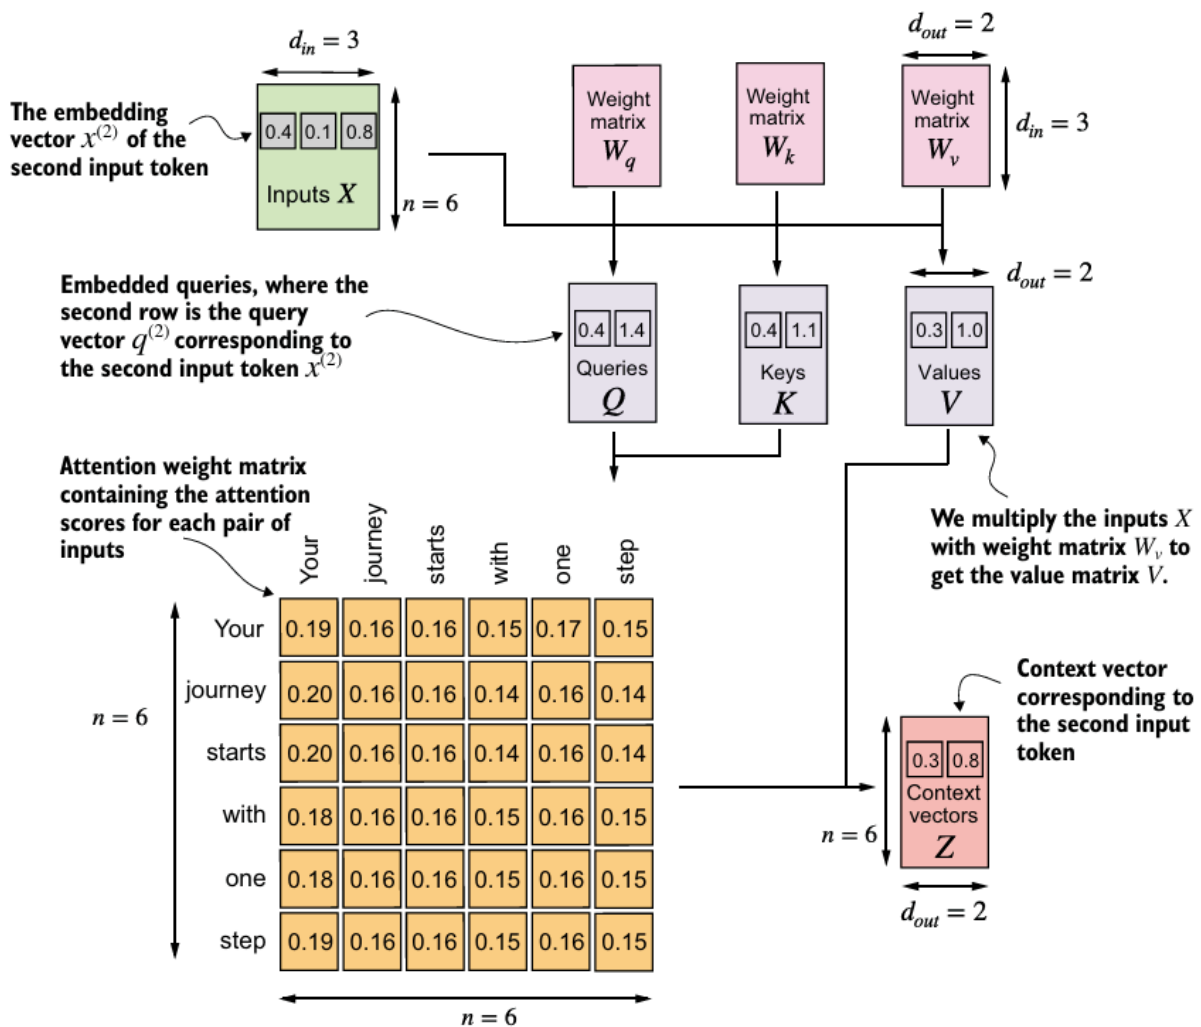 d_in = 3
d_out = 2
The embedding
vector x^(2) of the
second input token
0.4 0.1 0.8
Inputs X
n = 6
Weight
matrix
W_q
Weight
matrix
W_k
Weight
matrix
W_v
d_in = 3
Embedded queries, where the
second row is the query
vector q^(2) corresponding to
the second input token x^(2)
0.4 1.4
Queries
Q
0.4 1.1
Keys
K
d_out = 2
0.3 1.0
Values
V
We multiply the inputs X
with weight matrix W_v to
get the value matrix V.
Attention weight matrix
containing the attention
scores for each pair of
inputs
Your journey starts with one step
Your 0.19 0.16 0.16 0.15 0.17 0.15
journey 0.20 0.16 0.16 0.14 0.16 0.14
starts 0.20 0.16 0.16 0.14 0.16 0.14
with 0.18 0.16 0.16 0.15 0.16 0.15
one 0.18 0.16 0.16 0.15 0.16 0.15
step 0.19 0.16 0.16 0.15 0.16 0.15
n = 6
n = 6
Context vector
corresponding to
the second input
token
0.3 0.8
Context
vectors
Z
n = 6
d_out = 2